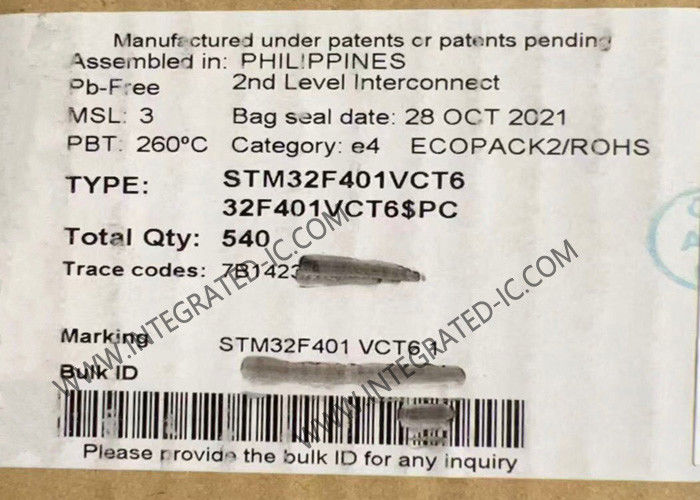 Manufactured under patents or patents pending
Assembled in: PHILIPPINES
Pb-Free 2nd Level Interconnect
MSL: 3 Bag seal date: 28 OCT 2021
PBT: 260ºC Category: e4 ECOPACK2/ROHS
TYPE: STM32F401VCT6
32F401VCT6$PC
Total Qty: 540
Trace codes: 7B1423
Marking STM32F401 VCT6
Bulk ID
Please provide the bulk ID for any inquiry
WWW.INTEGRATED-IC.COM
WWW.INTEGRATED-IC.COM